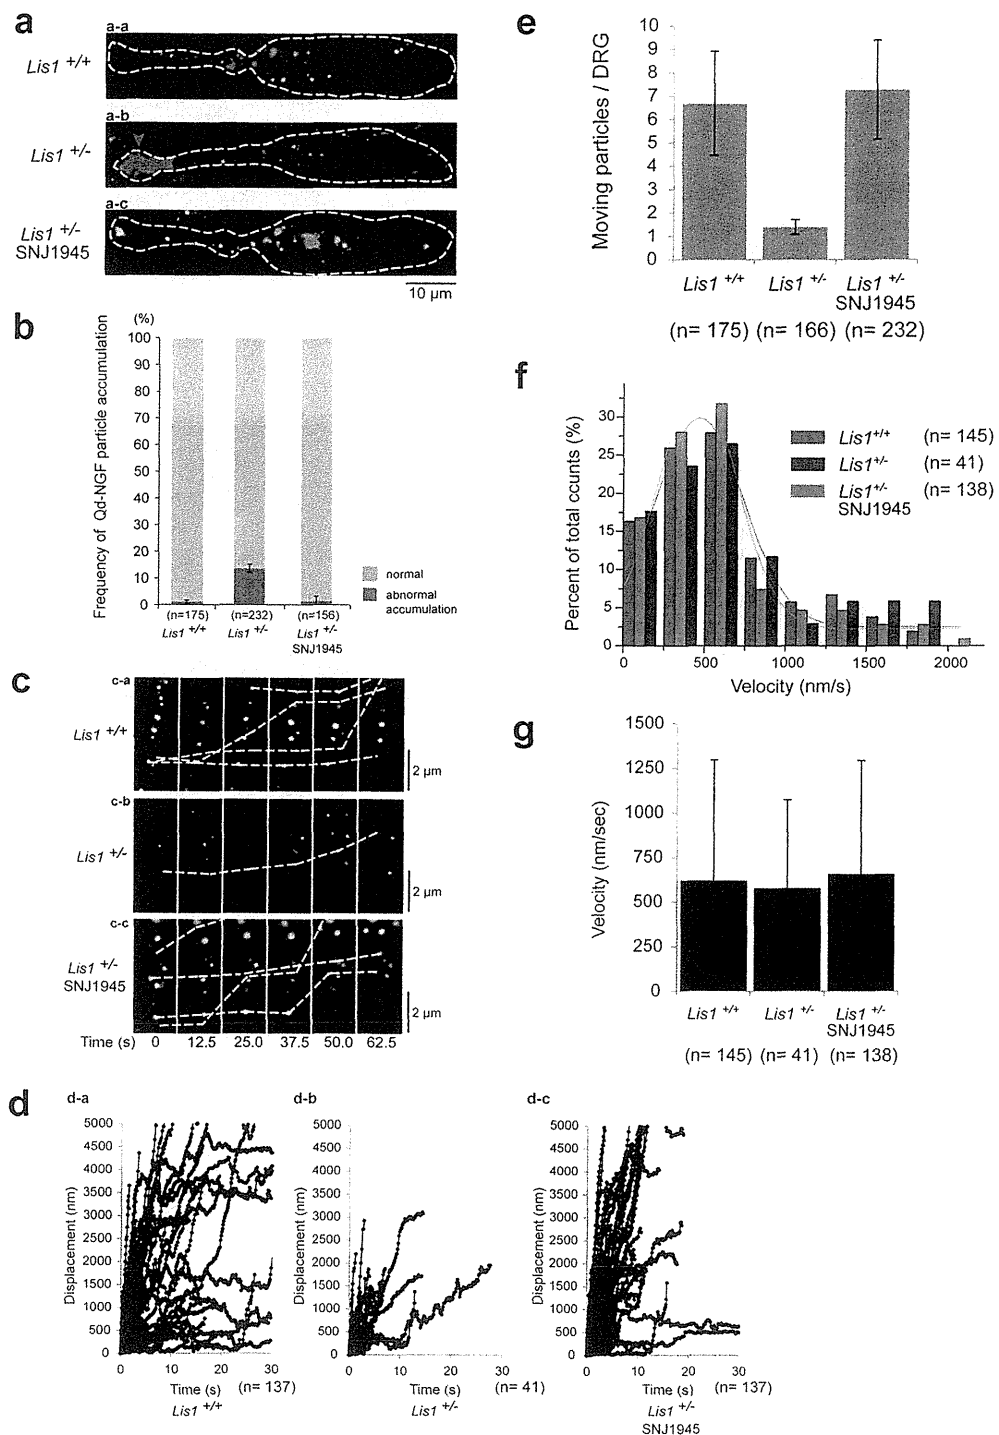 a
a-a
Lis1 +/+
a-b
Lis1 +/-
a-c
Lis1 +/-
SNJ1945
10 µm
b
(%)
Frequency of Qd-NGF particle accumulation
100
90
80
70
60
50
40
30
20
10
0
(n=175) (n=232) (n=156)
Lis1 +/+ Lis1 +/- Lis1 +/-
SNJ1945
normal
abnormal
accumulation
c
c-a
Lis1 +/+
2 µm
c-b
Lis1 +/-
2 µm
c-c
Lis1 +/-
SNJ1945
2 µm
Time (s) 0 12.5 25.0 37.5 50.0 62.5
d
d-a
Displacement (nm)
5000
4500
4000
3500
3000
2500
2000
1500
1000
500
0
0 10 20 30
Time (s) (n= 137)
Lis1 +/+
d-b
Displacement (nm)
5000
4500
4000
3500
3000
2500
2000
1500
1000
500
0
0 10 20 30
Time (s) (n= 41)
Lis1 +/-
d-c
Displacement (nm)
5000
4500
4000
3500
3000
2500
2000
1500
1000
500
0
0 10 20 30
Time (s) (n= 137)
Lis1 +/-
SNJ1945
e
Moving particles / DRG
10
9
8
7
6
5
4
3
2
1
0
Lis1 +/+ Lis1 +/- Lis1 +/-
SNJ1945
(n= 175) (n= 166) (n= 232)
f
Percent of total ccunts (%)
30
25
20
15
10
5
0
0 500 1000 1500 2000
Velocity (nm/s)
Lis1+/+ (n= 145)
Lis1+/- (n= 41)
Lis1+/- (n= 138)
SNJ1945
g
Velocity (nm/sec)
1500
1250
1000
750
500
250
0
Lis1 +/+ Lis1 +/- Lis1 +/-
SNJ1945
(n= 145) (n= 41) (n= 138)